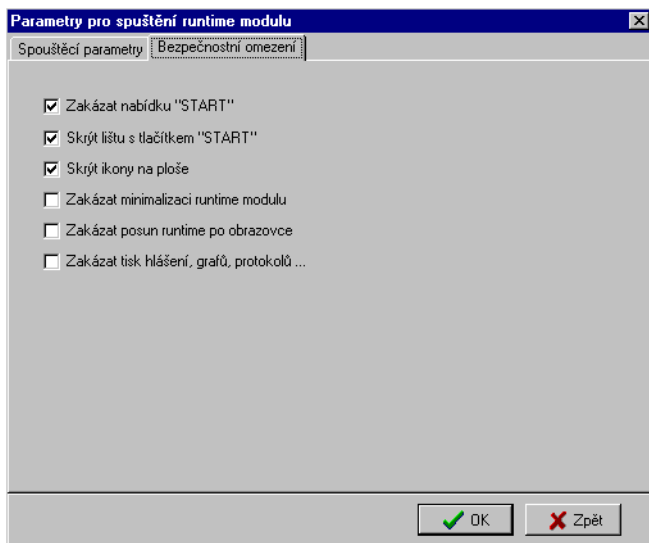 Parametry pro spuštění runtime modulu
Spouštěcí parametry Bezpečnostní omezení
Zakázat nabídku "START"
Skrýt lištu s tlačítkem "START"
Skrýt ikony na ploše
Zakázat minimalizaci runtime modulu
Zakázat posun runtime po obrazovce
Zakázat tisk hlášení, grafů, protokolů ...
OK Zpět